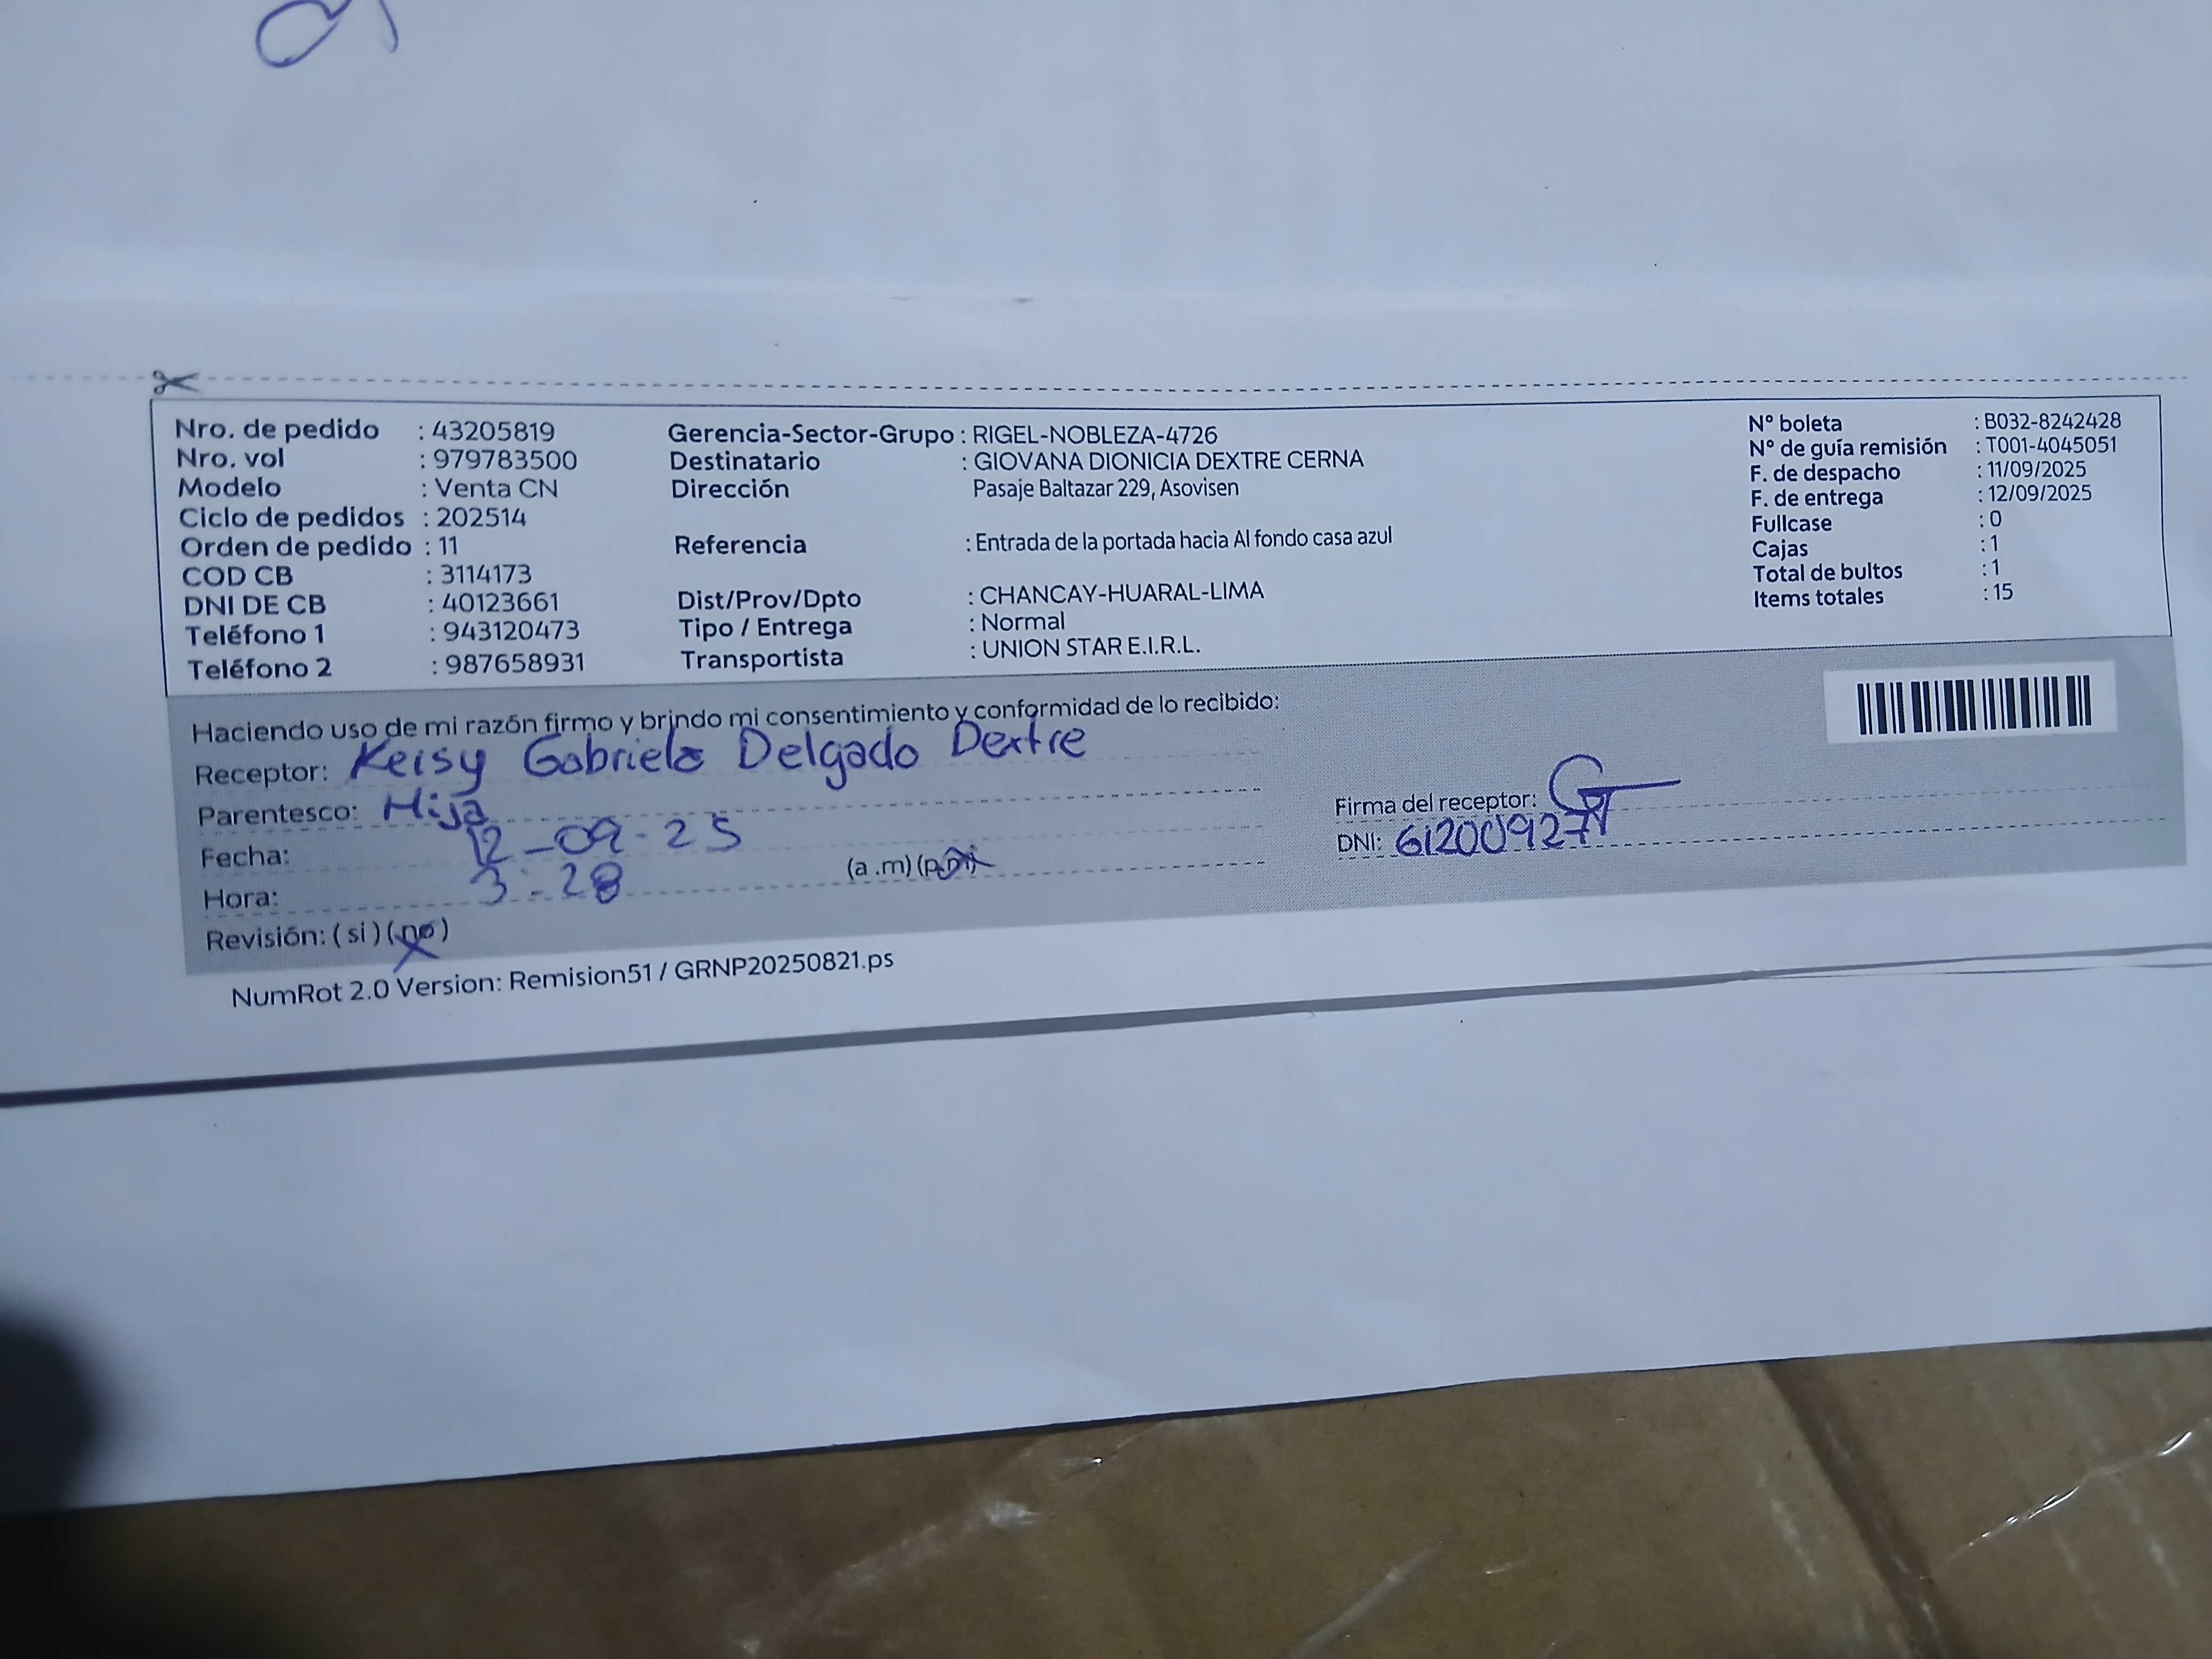 Nro. de pedido : 43205819
Nro. vol : 979783500
Modelo : Venta CN
Ciclo de pedidos : 202514
Orden de pedido : 11
COD CB : 3114173
DNI DE CB : 40123661
Teléfono 1 : 943120473
Teléfono 2 : 987658931
Gerencia-Sector-Grupo : RIGEL-NOBLEZA-4726
Destinatario : GIOVANA DIONICIA DEXTRE CERNA
Dirección Pasaje Baltazar 229, Asovisen
Referencia : Entrada de la portada hacia Al fondo casa azul
Dist/Prov/Dpto : CHANCAY-HUARAL-LIMA
Tipo / Entrega : Normal
Transportista : UNION STAR E.I.R.L.
Nº boleta : B032-8242428
Nº de guía remisión : T001-4045051
F. de despacho : 11/09/2025
F. de entrega : 12/09/2025
Fullcase : 0
Cajas : 1
Total de bultos : 1
Items totales : 15
Haciendo uso de mi razón firmo y brindo mi consentimiento y conformidad de lo recibido:
Receptor: Keisy Gabriela Delgado Dextre
Parentesco: Hija
Fecha: 12-09-25
Hora: 3:28 (a.m) (p.m)
Revisión: (si) (no)
Firma del receptor:
DNI: 61200927
NumRot 2.0 Version: Remision51 / GRNP20250821.ps